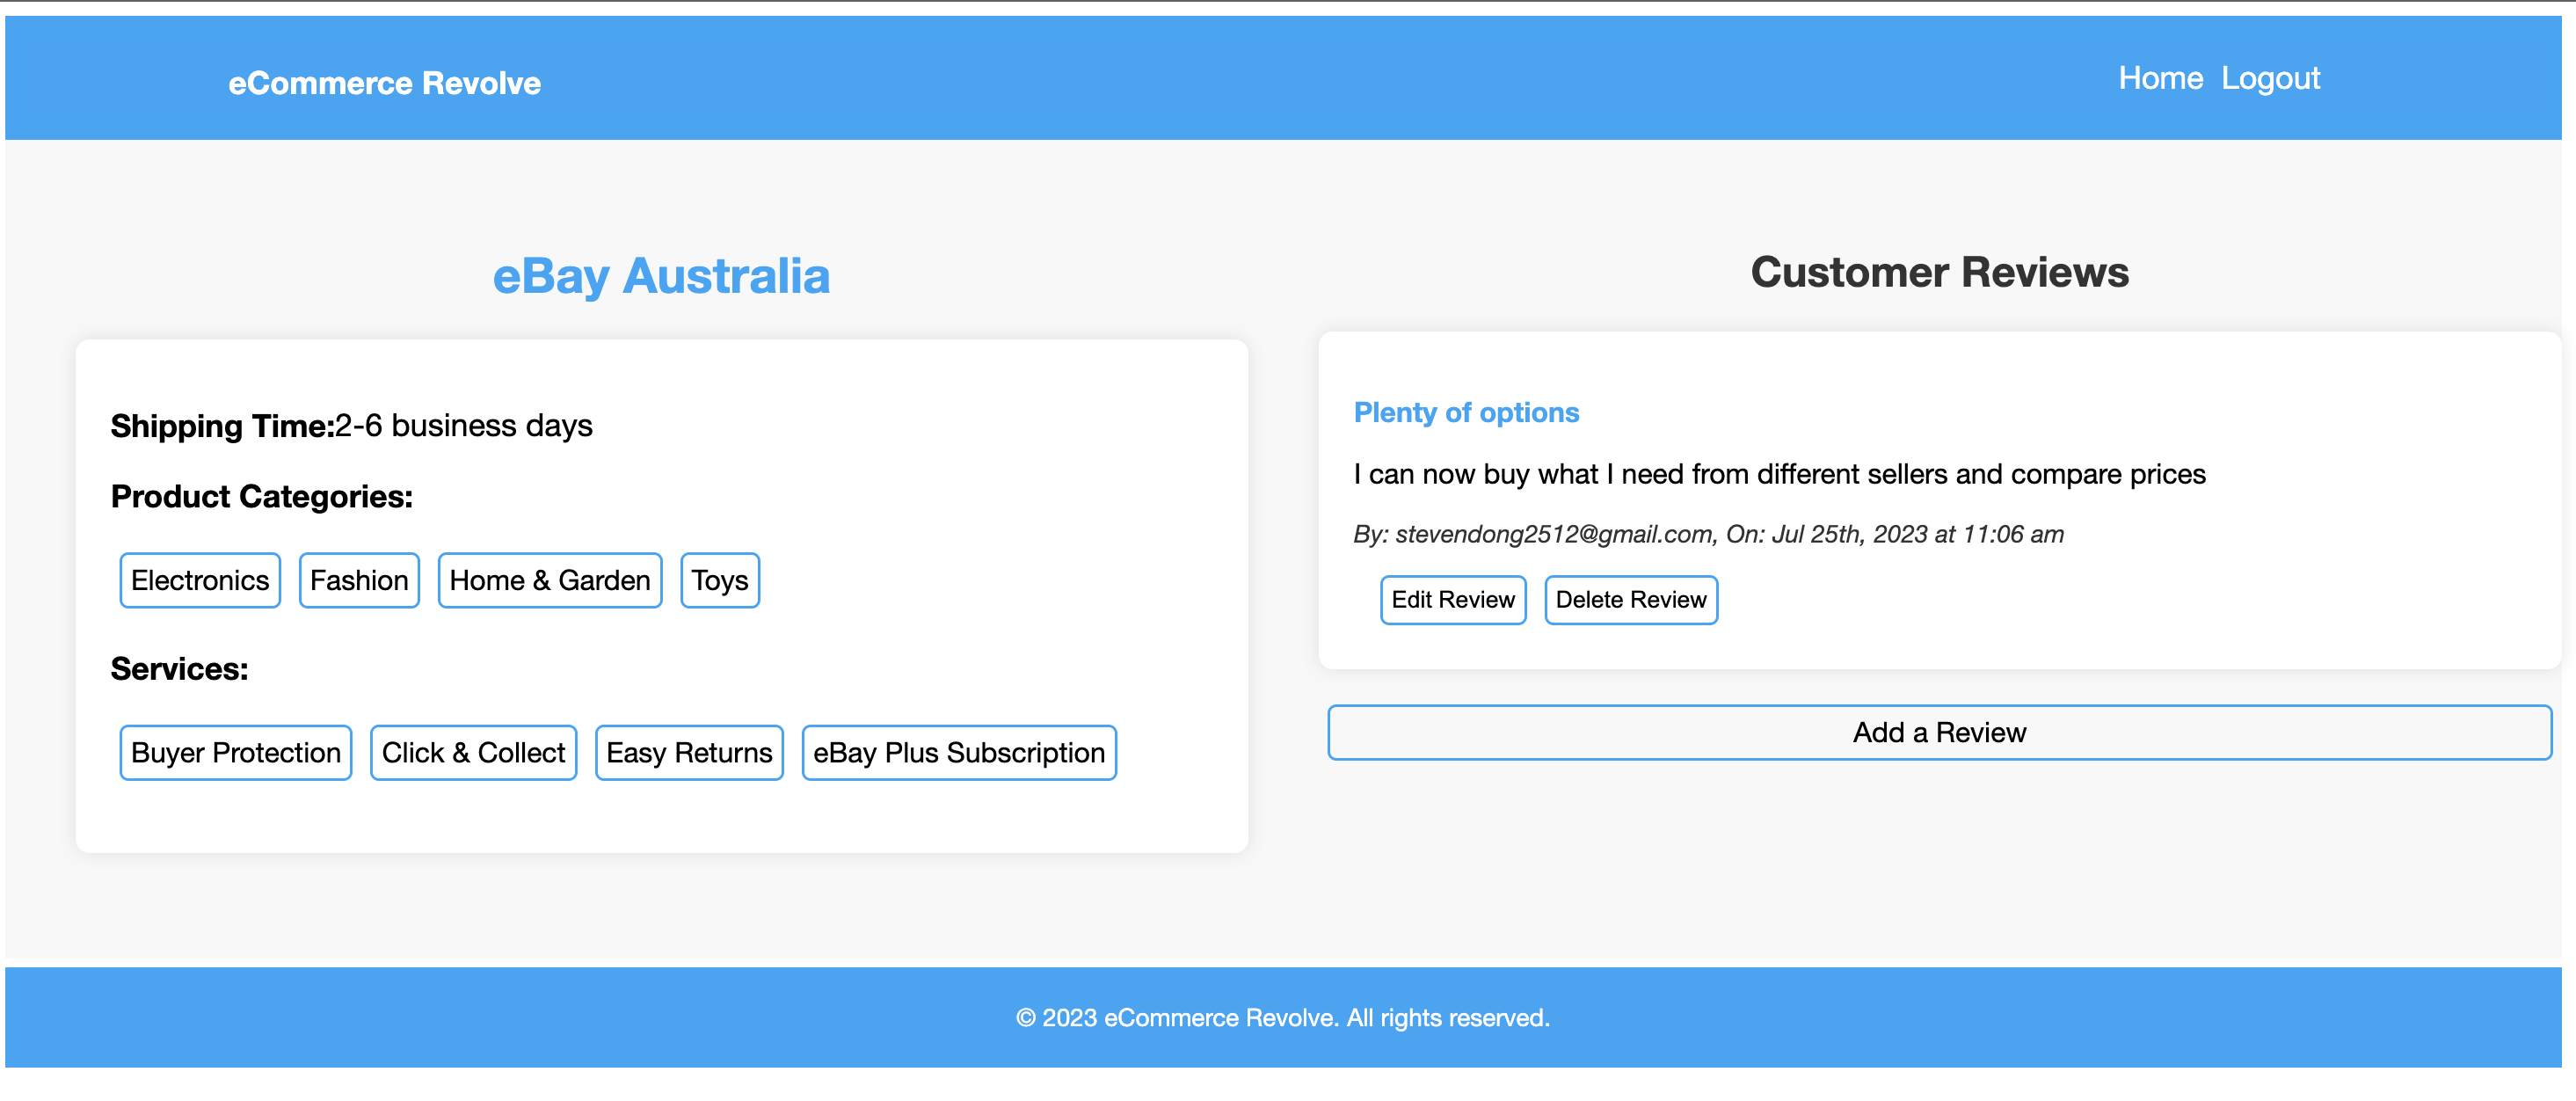 eCommerce Revolve
Home Logout
eBay Australia
Shipping Time:2-6 business days
Product Categories:
Electronics Fashion Home & Garden Toys
Services:
Buyer Protection Click & Collect Easy Returns eBay Plus Subscription
Customer Reviews
Plenty of options
I can now buy what I need from different sellers and compare prices
By: stevendong2512@gmail.com, On: Jul 25th, 2023 at 11:06 am
Edit Review Delete Review
Add a Review
© 2023 eCommerce Revolve. All rights reserved.